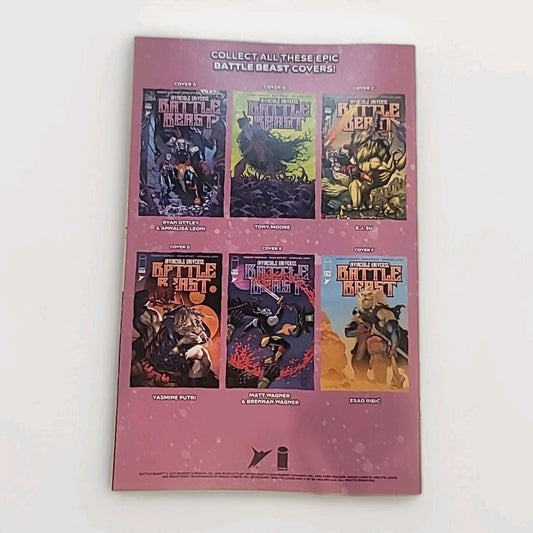 COLLECT ALL THESE EPIC
BATTLE BEAST COVERS!
COVER A
COVER B
COVER C
INVINCIBLE UNIVERSE
BATTLE
BEAST
INVINCIBLE UNIVERSE
BATTLE
BEAST
INVINCIBLE UNIVERSE
BATTLE
BEAST
RYAN OTTLEY
& ANNALISA LEONI
TONY MOORE
E.J. SU
COVER D
COVER E
COVER F
INVINCIBLE UNIVERSE
BATTLE
BEAST
INVINCIBLE UNIVERSE
BATTLE
BEAST
INVINCIBLE UNIVERSE
BATTLE
BEAST
YASMINE PUTRI
MATT WAGNER
& BRENNAN WAGNER
ESAD RIBIĆ